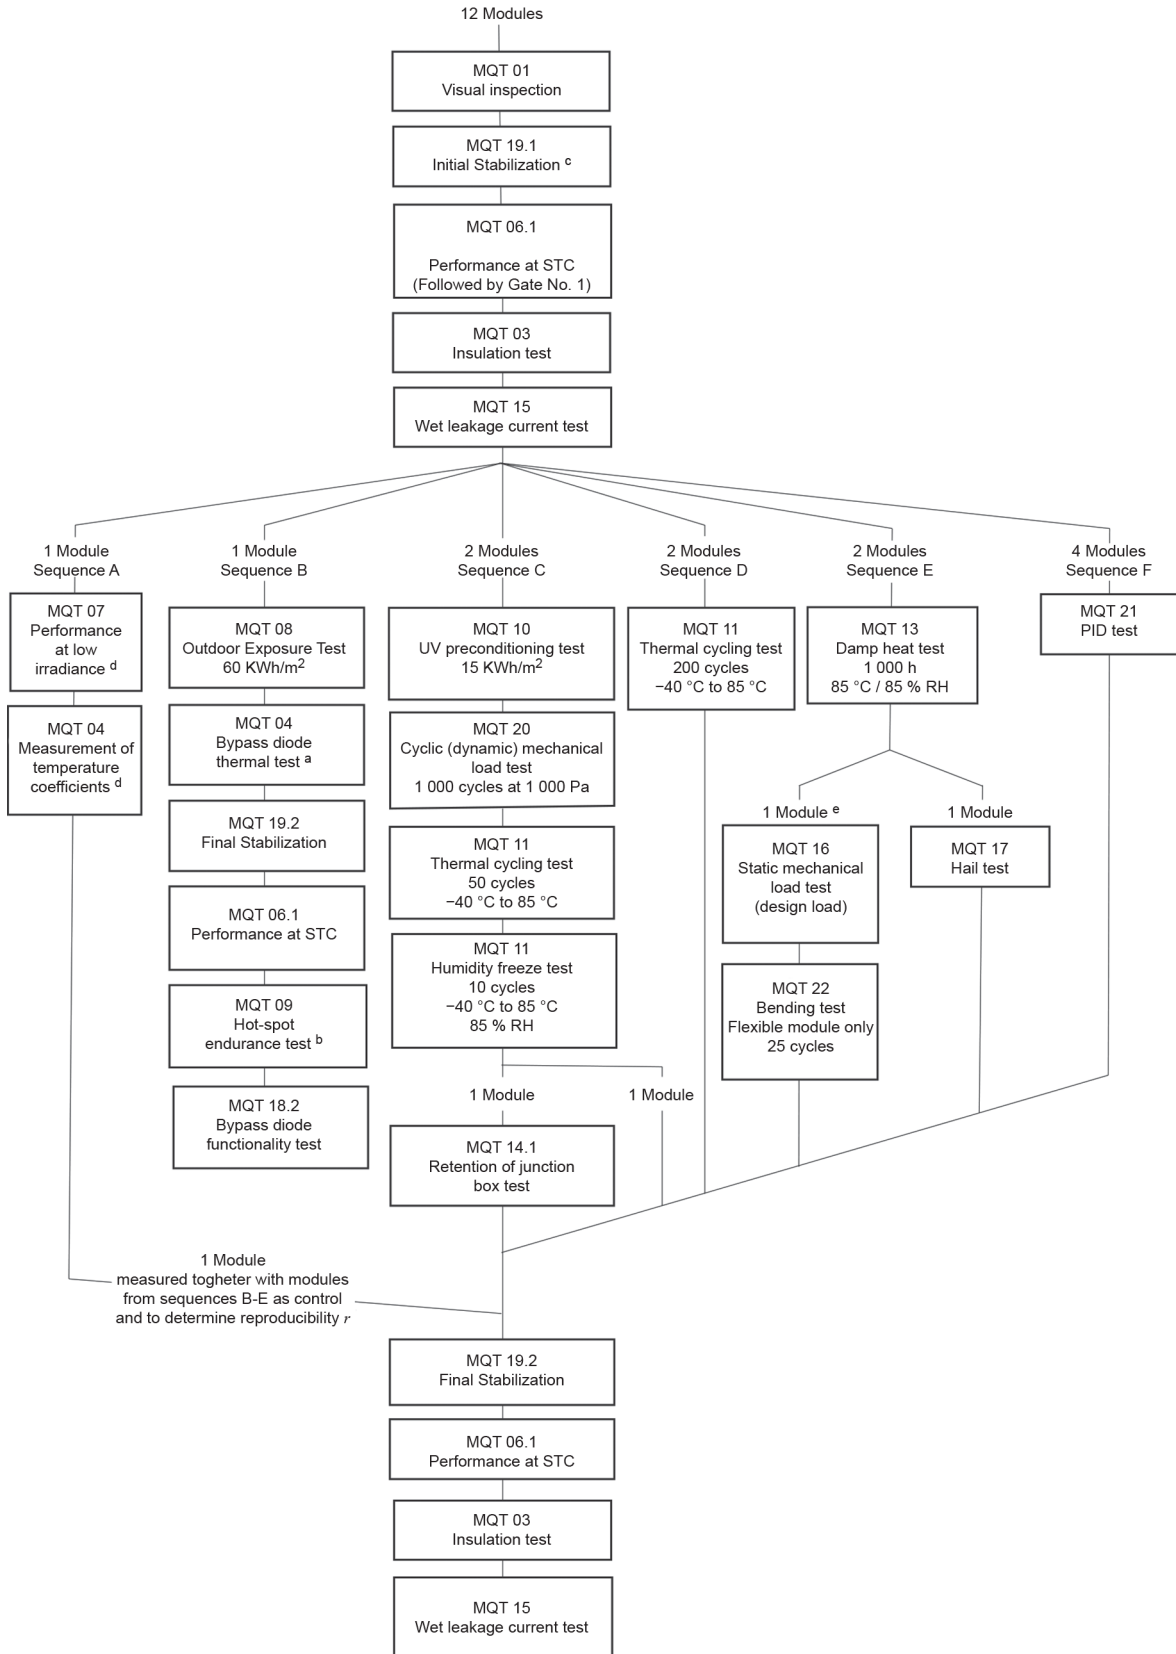 12 Modules
MQT 01
Visual inspection
MQT 19.1
Initial Stabilization c
MQT 06.1
Performance at STC
(Followed by Gate No. 1)
MQT 03
Insulation test
MQT 15
Wet leakage current test
1 Module
Sequence A
MQT 07
Performance
at low
irradiance d
MQT 04
Measurement of
temperature
coefficients d
1 Module
Sequence B
MQT 08
Outdoor Exposure Test
60 KWh/m2
MQT 04
Bypass diode
thermal test a
MQT 19.2
Final Stabilization
MQT 06.1
Performance at STC
MQT 09
Hot-spot
endurance test b
MQT 18.2
Bypass diode
functionality test
2 Modules
Sequence C
MQT 10
UV preconditioning test
15 KWh/m2
MQT 20
Cyclic (dynamic) mechanical
load test
1 000 cycles at 1 000 Pa
MQT 11
Thermal cycling test
50 cycles
−40 °C to 85 °C
MQT 11
Humidity freeze test
10 cycles
−40 °C to 85 °C
85 % RH
1 Module
1 Module
MQT 14.1
Retention of junction
box test
2 Modules
Sequence D
MQT 11
Thermal cycling test
200 cycles
−40 °C to 85 °C
2 Modules
Sequence E
MQT 13
Damp heat test
1 000 h
85 °C / 85 % RH
1 Module e
MQT 16
Static mechanical
load test
(design load)
MQT 22
Bending test
Flexible module only
25 cycles
1 Module
MQT 17
Hail test
4 Modules
Sequence F
MQT 21
PID test
1 Module
measured togheter with modules
from sequences B-E as control
and to determine reproducibility r
MQT 19.2
Final Stabilization
MQT 06.1
Performance at STC
MQT 03
Insulation test
MQT 15
Wet leakage current test